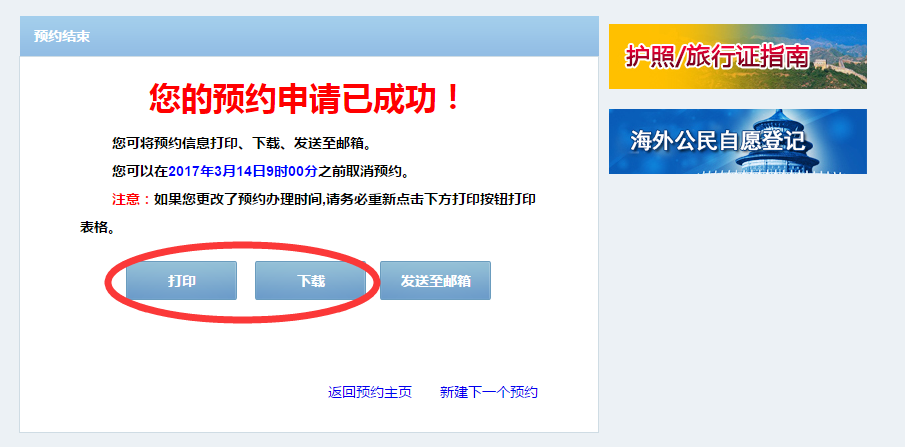 预约结束
您的预约申请已成功！
您可将预约信息打印、下载、发送至邮箱。
您可以在2017年3月14日9时00分之前取消预约。
注意：如果您更改了预约办理时间,请务必重新点击下方打印按钮打印
表格。
打印 下载 发送至邮箱
返回预约主页 新建下一个预约
护照/旅行证指南
海外公民自愿登记